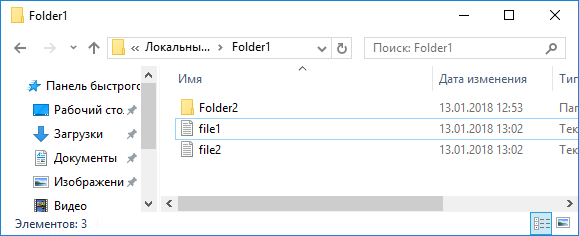 Folder1
« Локальны... > Folder1
Поиск: Folder1
Имя
Дата изменения
Ти
Панель быстрого
Рабочий сто.
Загрузки
Документы
Изображени
Видео
Folder2 13.01.2018 12:53 Пап
file1 13.01.2018 13:02 Тек
file2 13.01.2018 13:02 Тек
Элементов: 3